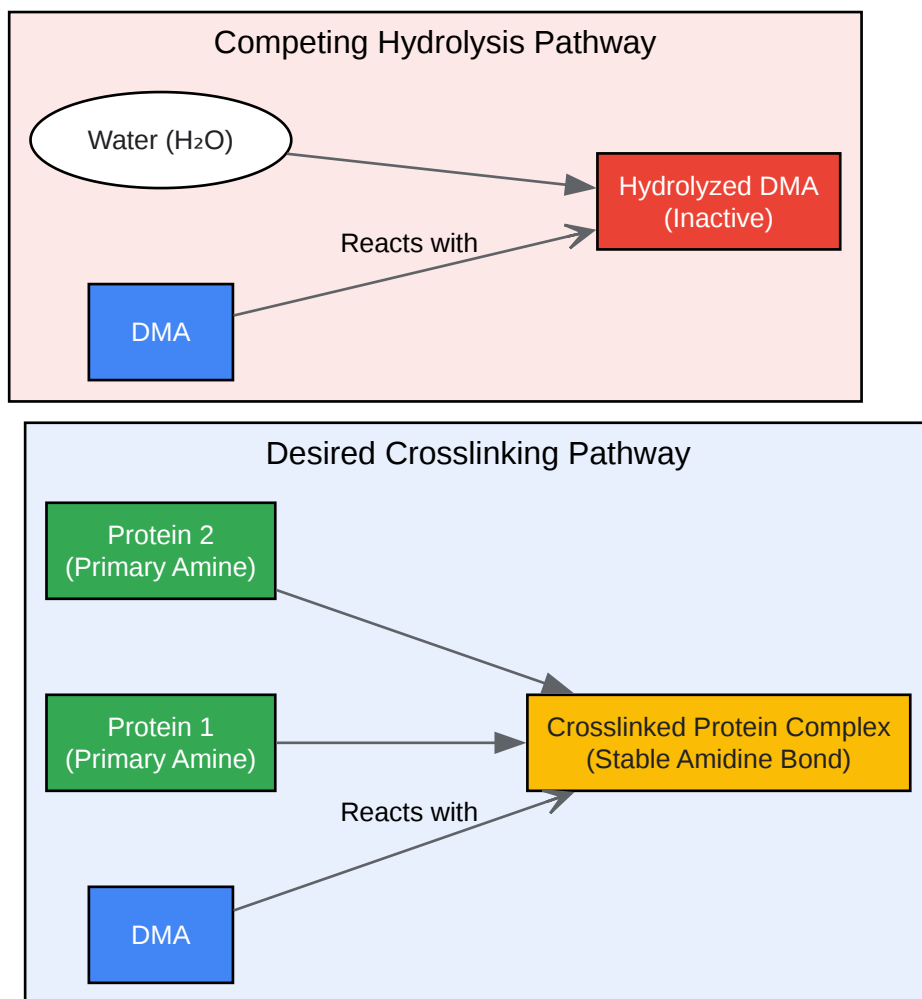 Competing Hydrolysis Pathway
Water (H₂O)
Hydrolyzed DMA
(Inactive)
Reacts with
DMA
Desired Crosslinking Pathway
Protein 2
(Primary Amine)
Protein 1
(Primary Amine)
Crosslinked Protein Complex
(Stable Amidine Bond)
Reacts with
DMA